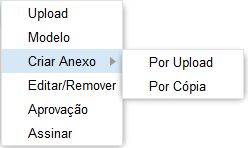 Upload
Modelo
Criar Anexo
Por Upload
Por Cópia
Editar/Remover
Aprovação
Assinar